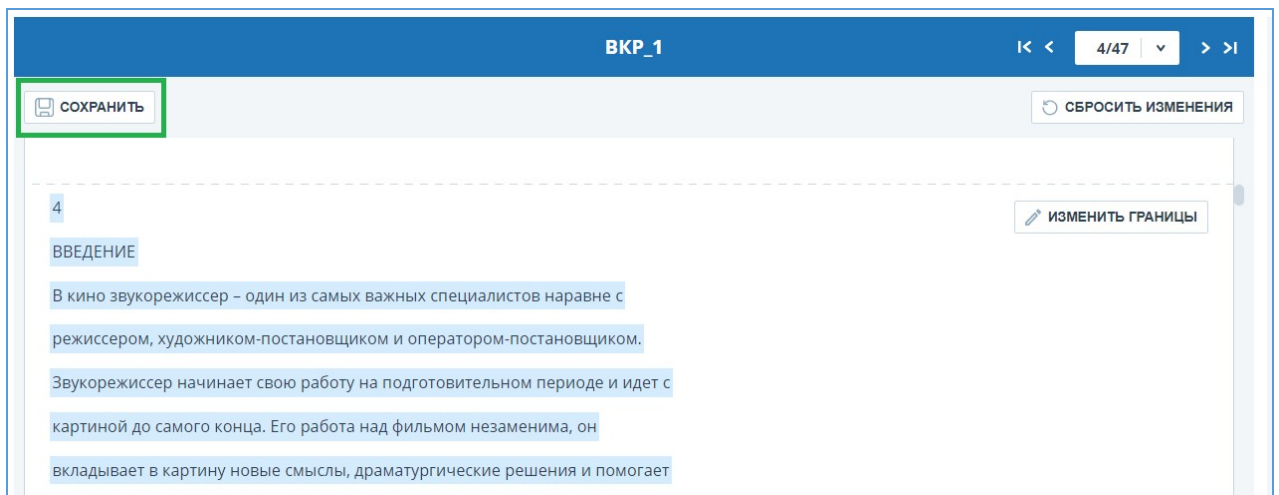 ВКР_1
4/47
СОХРАНИТЬ
СБРОСИТЬ ИЗМЕНЕНИЯ
4
ИЗМЕНИТЬ ГРАНИЦЫ
ВВЕДЕНИЕ
В кино звукорежиссер – один из самых важных специалистов наравне с
режиссером, художником-постановщиком и оператором-постановщиком.
Звукорежиссер начинает свою работу на подготовительном периоде и идет с
картиной до самого конца. Его работа над фильмом незаменима, он
вкладывает в картину новые смыслы, драматургические решения и помогает